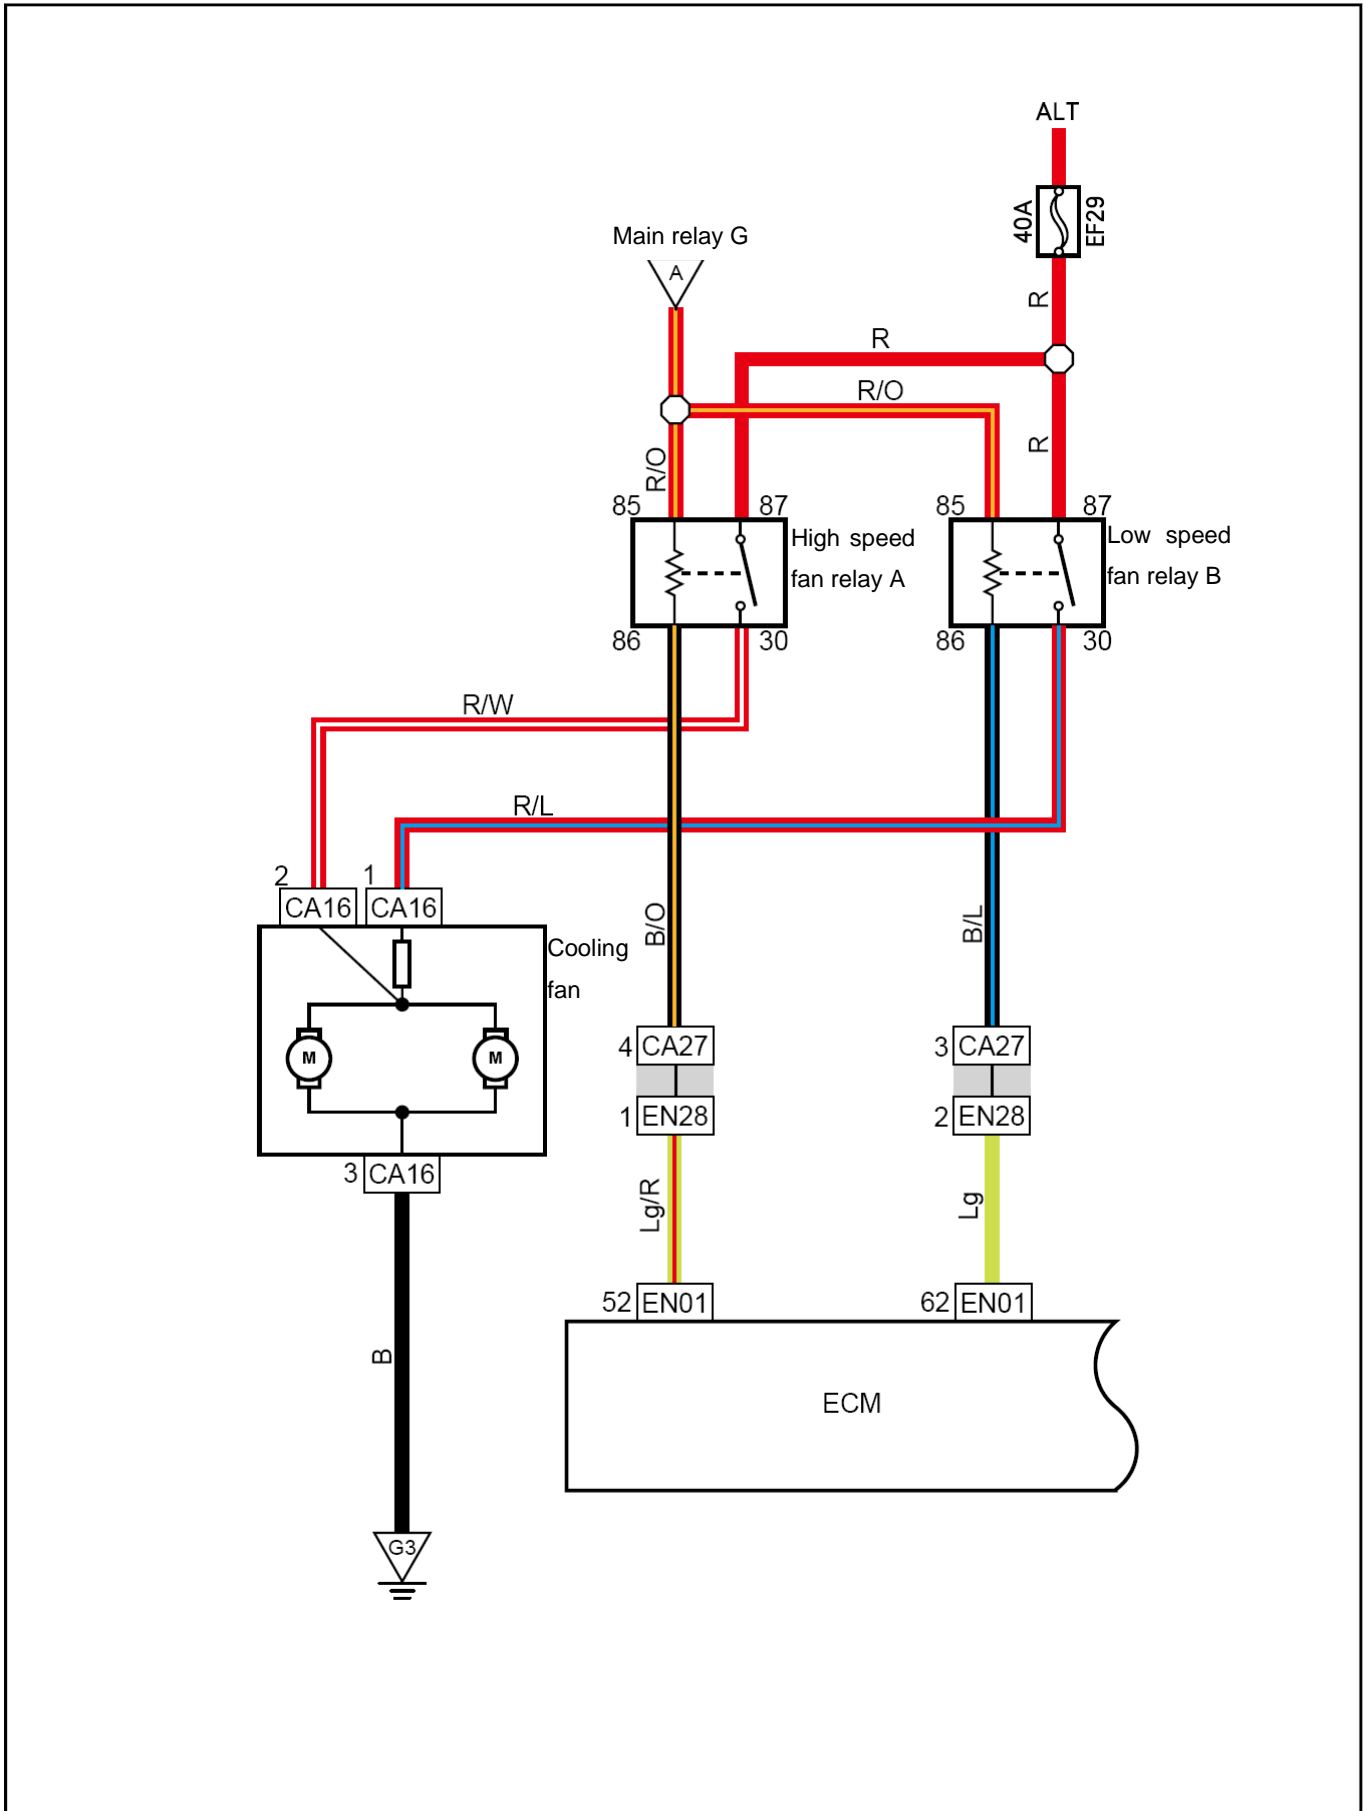 ALT
40A
EF29
Main relay G
A
R
R
R/O
R
R/O
85
87
85
87
High speed
fan relay A
Low speed
fan relay B
86
30
86
30
R/W
R/L
2
1
CA16
CA16
B/O
B/L
Cooling
fan
M
M
4
CA27
3
CA27
1
EN28
2
EN28
3
CA16
Lg/R
Lg
52
EN01
62
EN01
B
ECM
G3